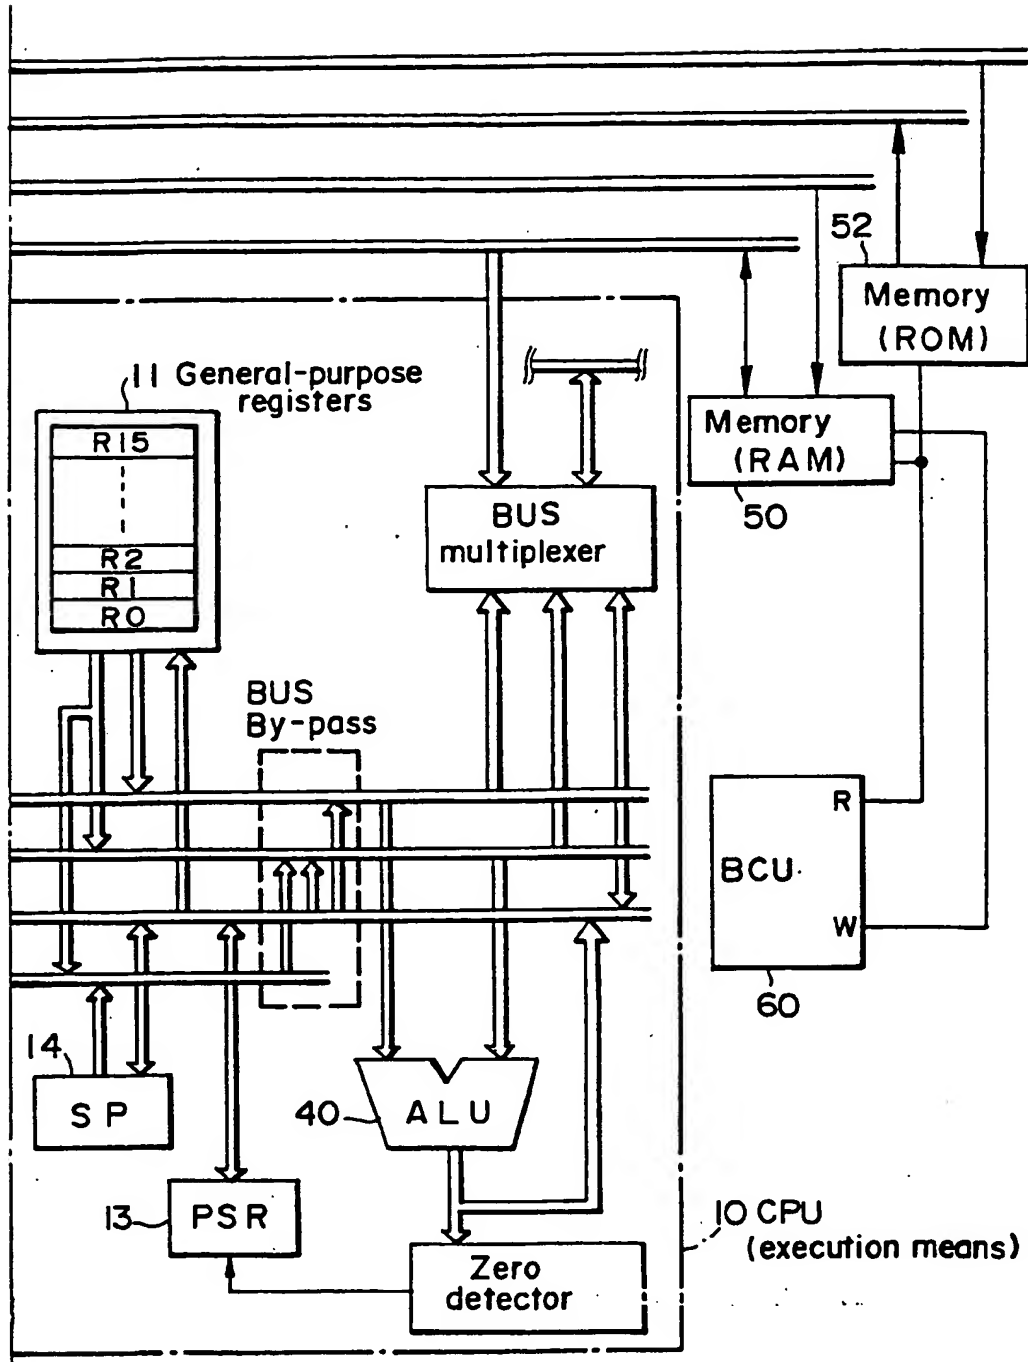 52
Memory
(ROM)
11 General-purpose
registers
R15
R2
R1
R0
Memory
(RAM)
50
BUS
multiplexer
BUS
By-pass
R
BCU
W
60
14
SP
40
ALU
13
PSR
10 CPU
(execution means)
Zero
detector